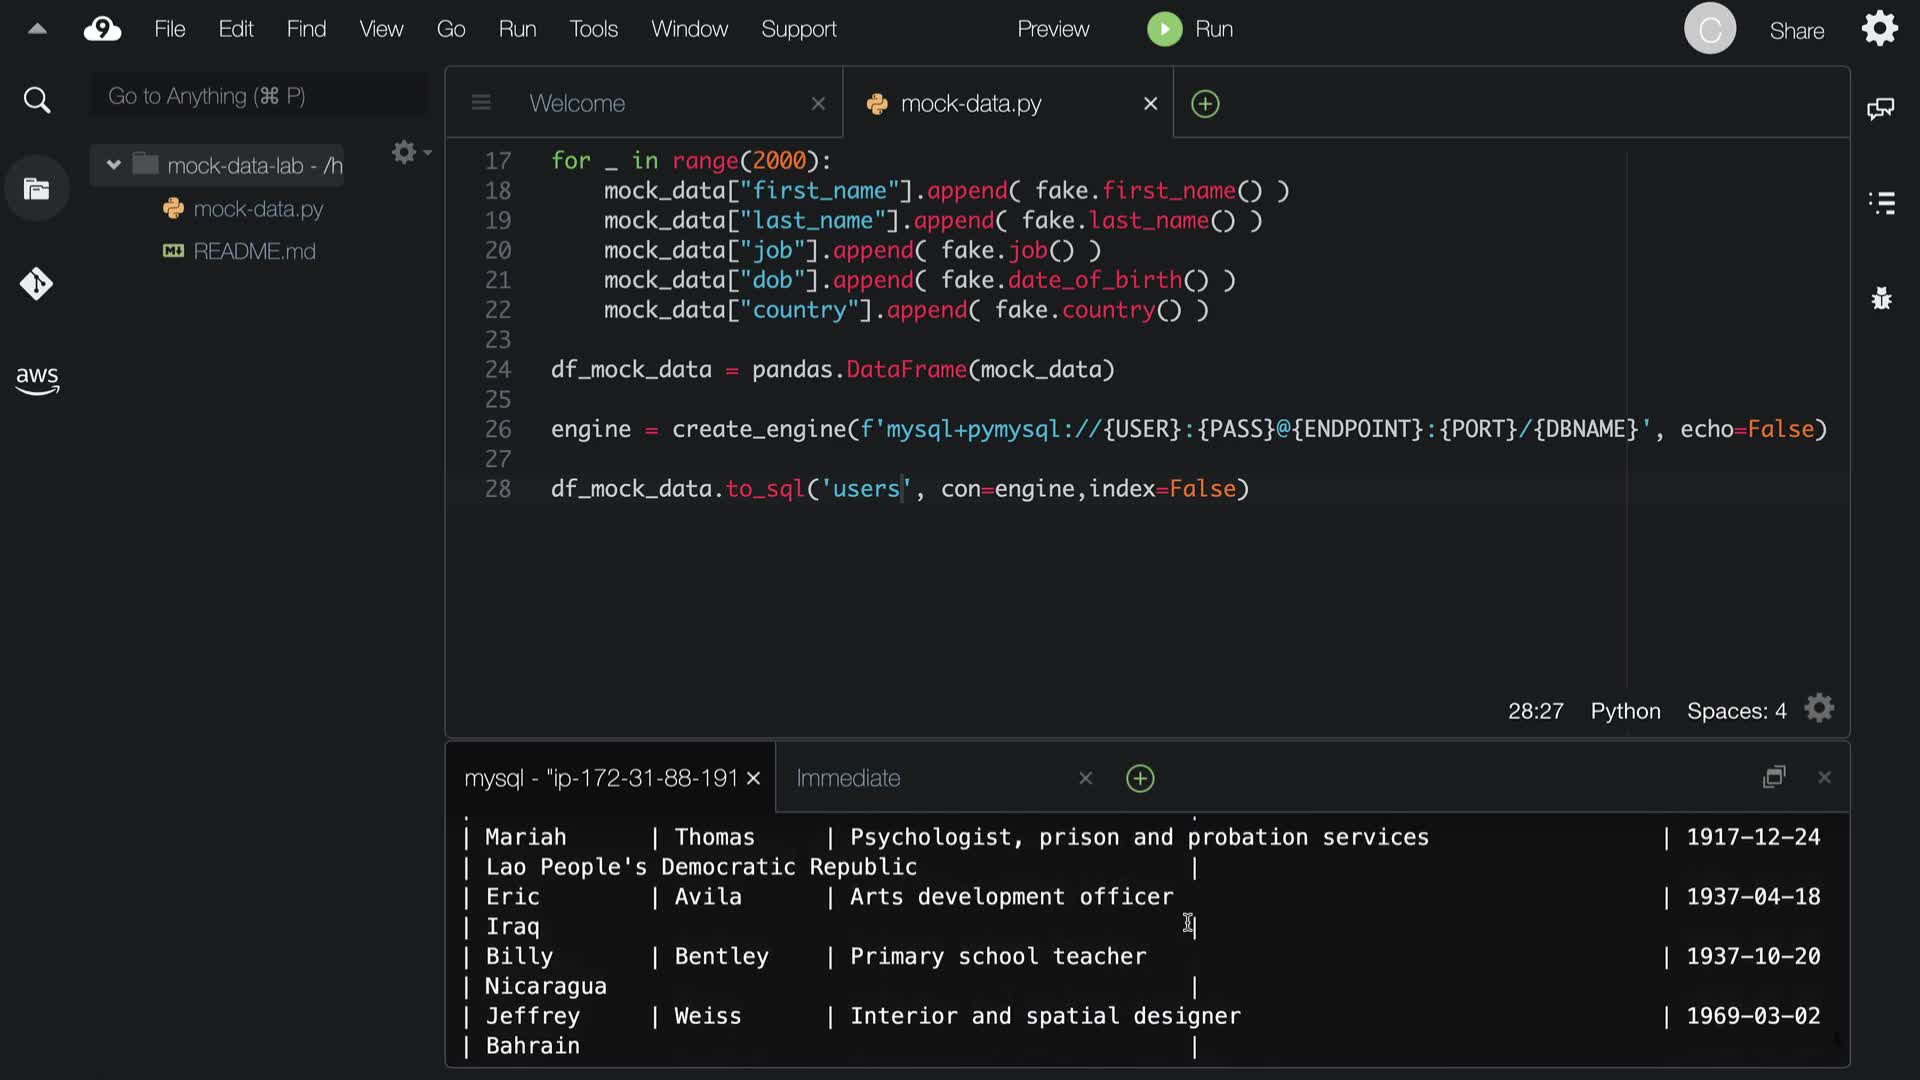 9 File Edit Find View Go Run Tools Window Support Preview Run C Share
Go to Anything (⌘ P)
mock-data-lab - /h
mock-data.py
README.md
aws
Welcome
mock-data.py
17 for _ in range(2000):
18 mock_data["first_name"].append( fake.first_name() )
19 mock_data["last_name"].append( fake.last_name() )
20 mock_data["job"].append( fake.job() )
21 mock_data["dob"].append( fake.date_of_birth() )
22 mock_data["country"].append( fake.country() )
23
24 df_mock_data = pandas.DataFrame(mock_data)
25
26 engine = create_engine(f'mysql+pymysql://{USER}:{PASS}@{ENDPOINT}:{PORT}/{DBNAME}', echo=False)
27
28 df_mock_data.to_sql('users', con=engine,index=False)
28:27 Python Spaces: 4
mysql - "ip-172-31-88-191
Immediate
| Mariah | Thomas | Psychologist, prison and probation services | 1917-12-24
| Lao People's Democratic Republic |
| Eric | Avila | Arts development officer | 1937-04-18
| Iraq |
| Billy | Bentley | Primary school teacher | 1937-10-20
| Nicaragua |
| Jeffrey | Weiss | Interior and spatial designer | 1969-03-02
| Bahrain |